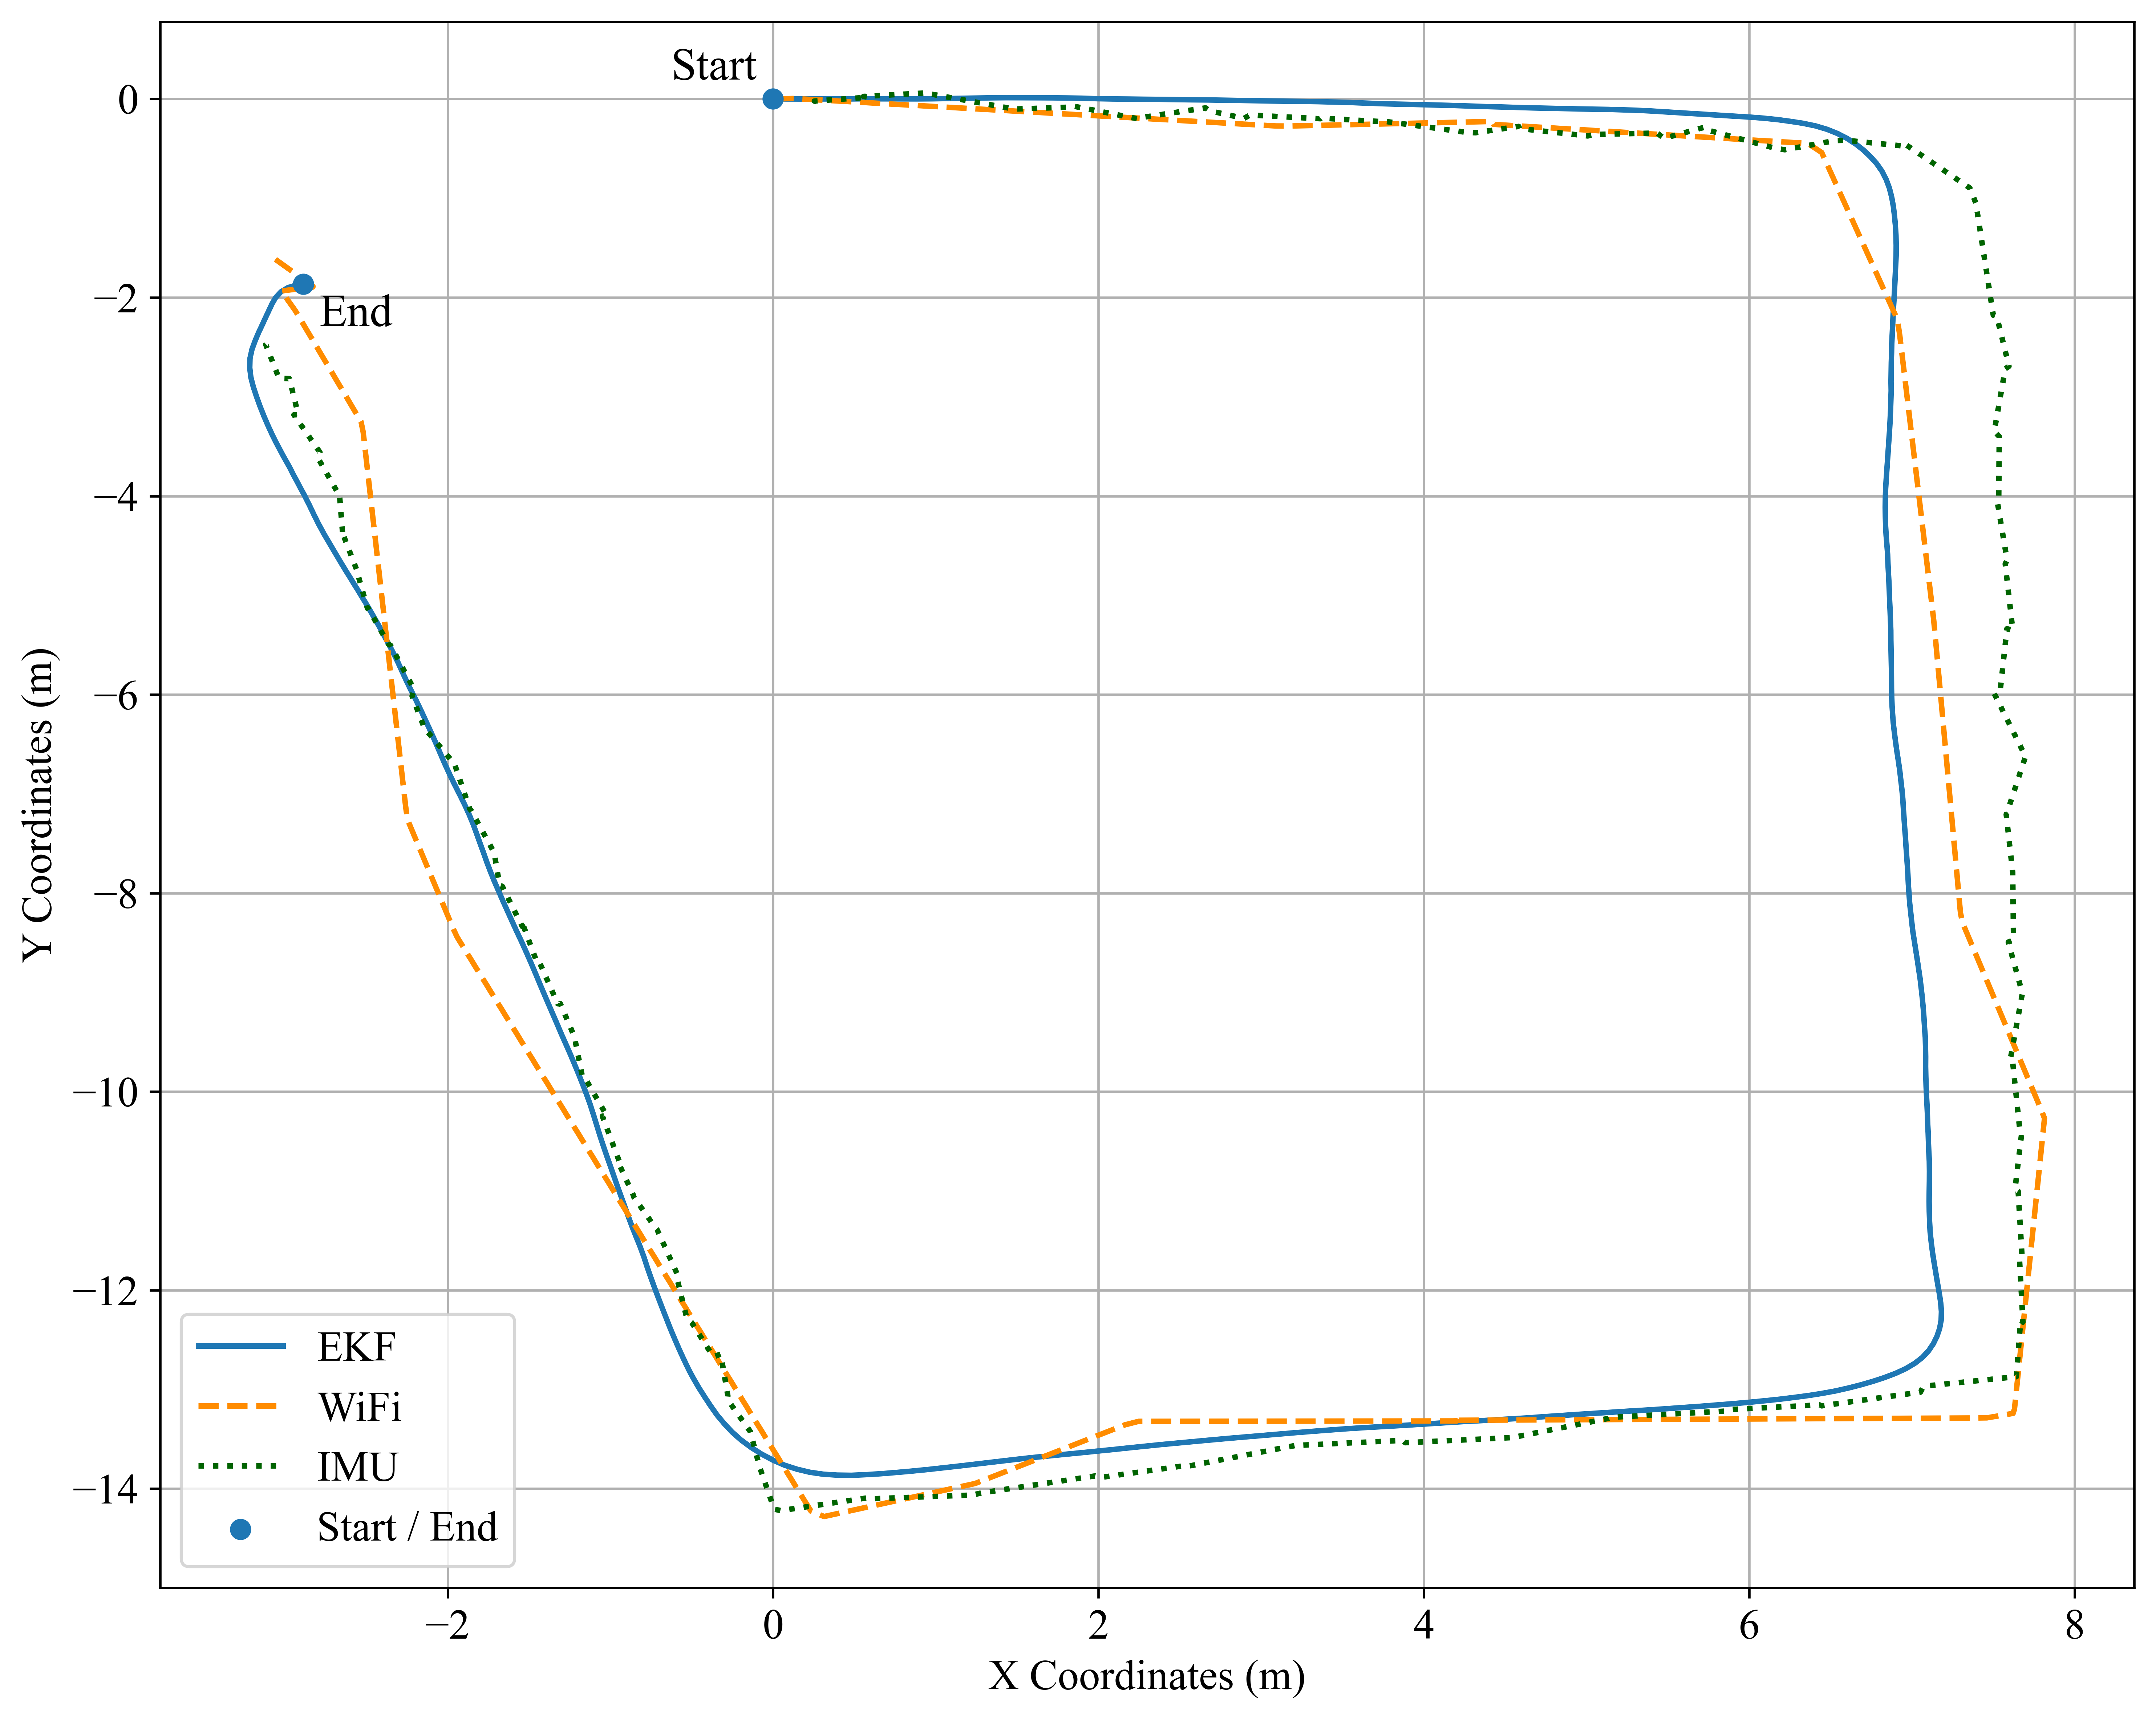 Start
End
0
−2
−4
−6
−8
−10
−12
−14
Y Coordinates (m)
EKF
WiFi
IMU
Start / End
−2
0
2
4
6
8
X Coordinates (m)